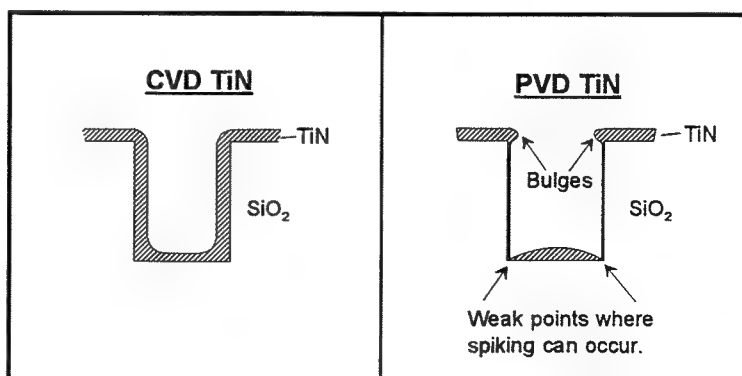 CVD TiN
TiN
SiO₂
PVD TiN
TiN
Bulges
SiO₂
Weak points where
spiking can occur.